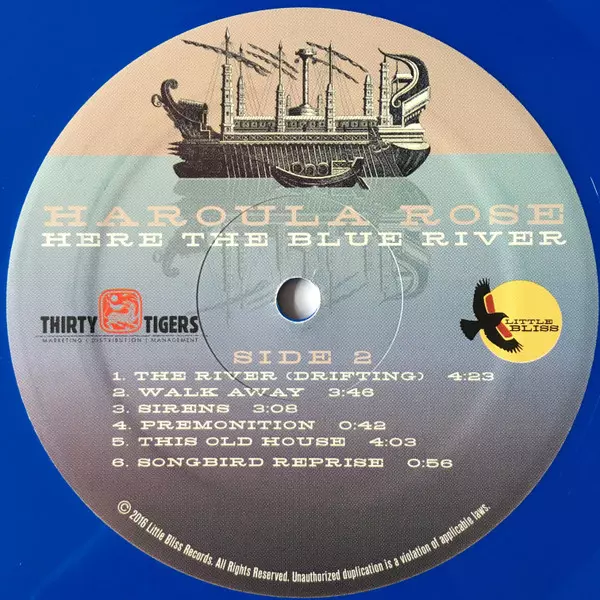 HAROULA ROSE
HERE THE BLUE RIVER
THIRTY TIGERS
MARKETING | DISTRIBUTION | MANAGEMENT
LITTLE
BLISS
SIDE 2
1. THE RIVER (DRIFTING) 4:23
2. WALK AWAY 3:46
3. SIRENS 3:08
4. PREMONITION 0:42
5. THIS OLD HOUSE 4:03
6. SONGBIRD REPRISE 0:56
© 2016 Little Bliss Records. All Rights Reserved. Unauthorized duplication is a violation of applicable laws.